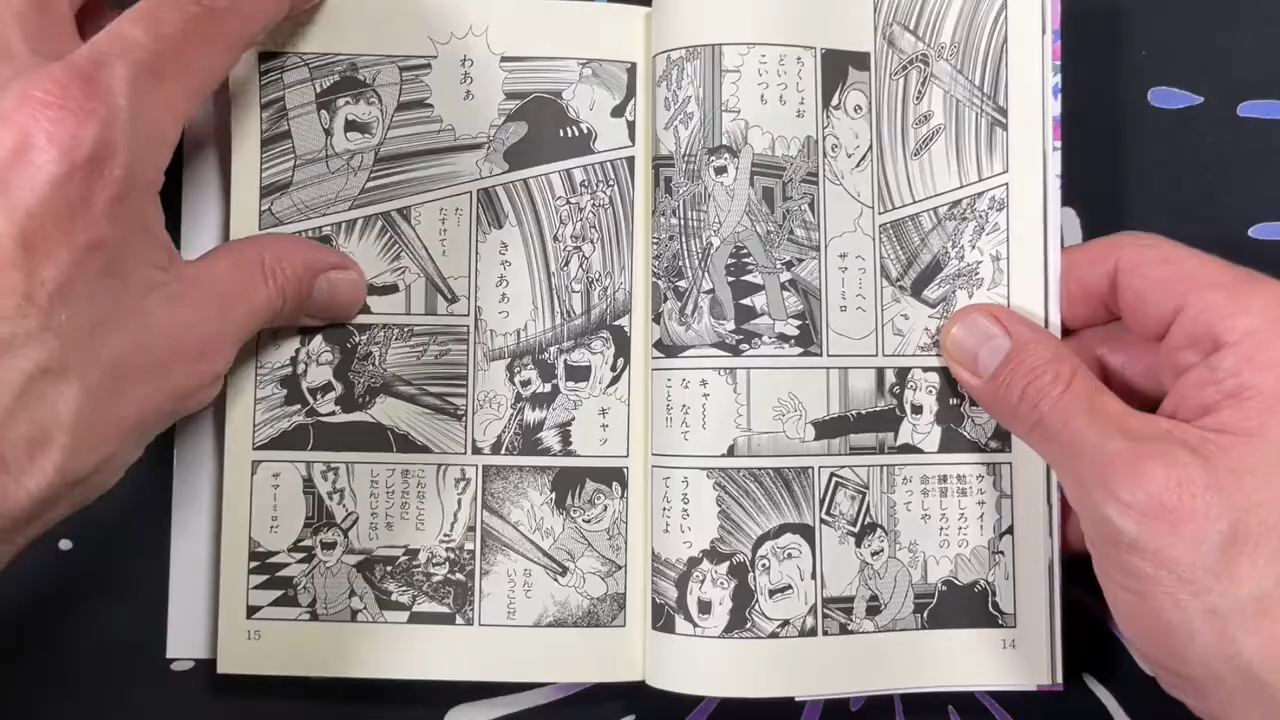 ブン
ちくしょお
どいつも
こいつも
へっ…へへ
ザマーミロ
キャ〜〜〜
な なんて
ことを!!
ウルサイ!
勉強しろだの
練習しろだの
命令しや
がって
うるさいっ
てんだよ
14
わあぁ
きゃあぁっ
ギャッ
た…
たすけてぇ
なんて
いうことだ
こんなことに
使うために
プレゼントを
したんじゃない
ウウ…
ザマーミロだ
15